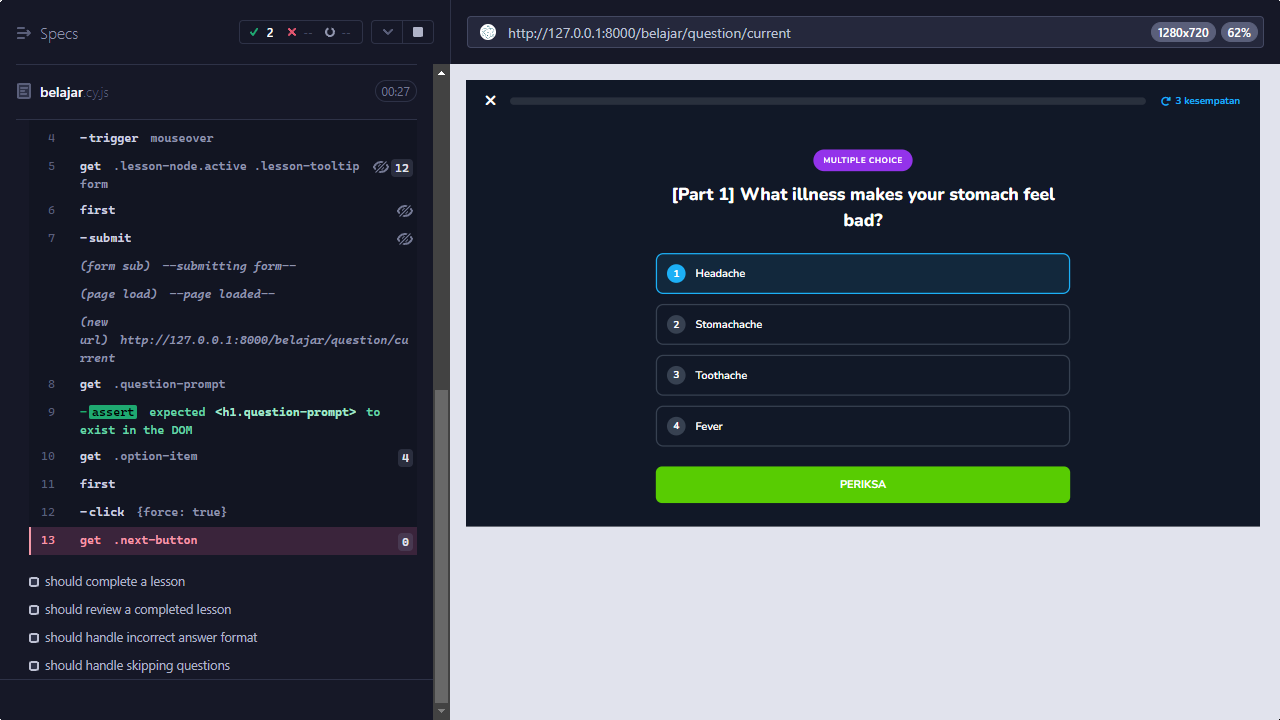 Specs
2 -- --
http://127.0.0.1:8000/belajar/question/current
1280x720
62%
belajar.cy.js
00:27
4 -trigger mouseover
5 get .lesson-node.active .lesson-tooltip
form
12
6 first
7 -submit
(form sub) --submitting form--
(page load) --page loaded--
(new
url) http://127.0.0.1:8000/belajar/question/cu
rrent
8 get .question-prompt
9 -assert expected <h1.question-prompt> to
exist in the DOM
10 get .option-item 4
11 first
12 -click {force: true}
13 get .next-button 0
should complete a lesson
should review a completed lesson
should handle incorrect answer format
should handle skipping questions
3 kesempatan
MULTIPLE CHOICE
[Part 1] What illness makes your stomach feel
bad?
1 Headache
2 Stomachache
3 Toothache
4 Fever
PERIKSA